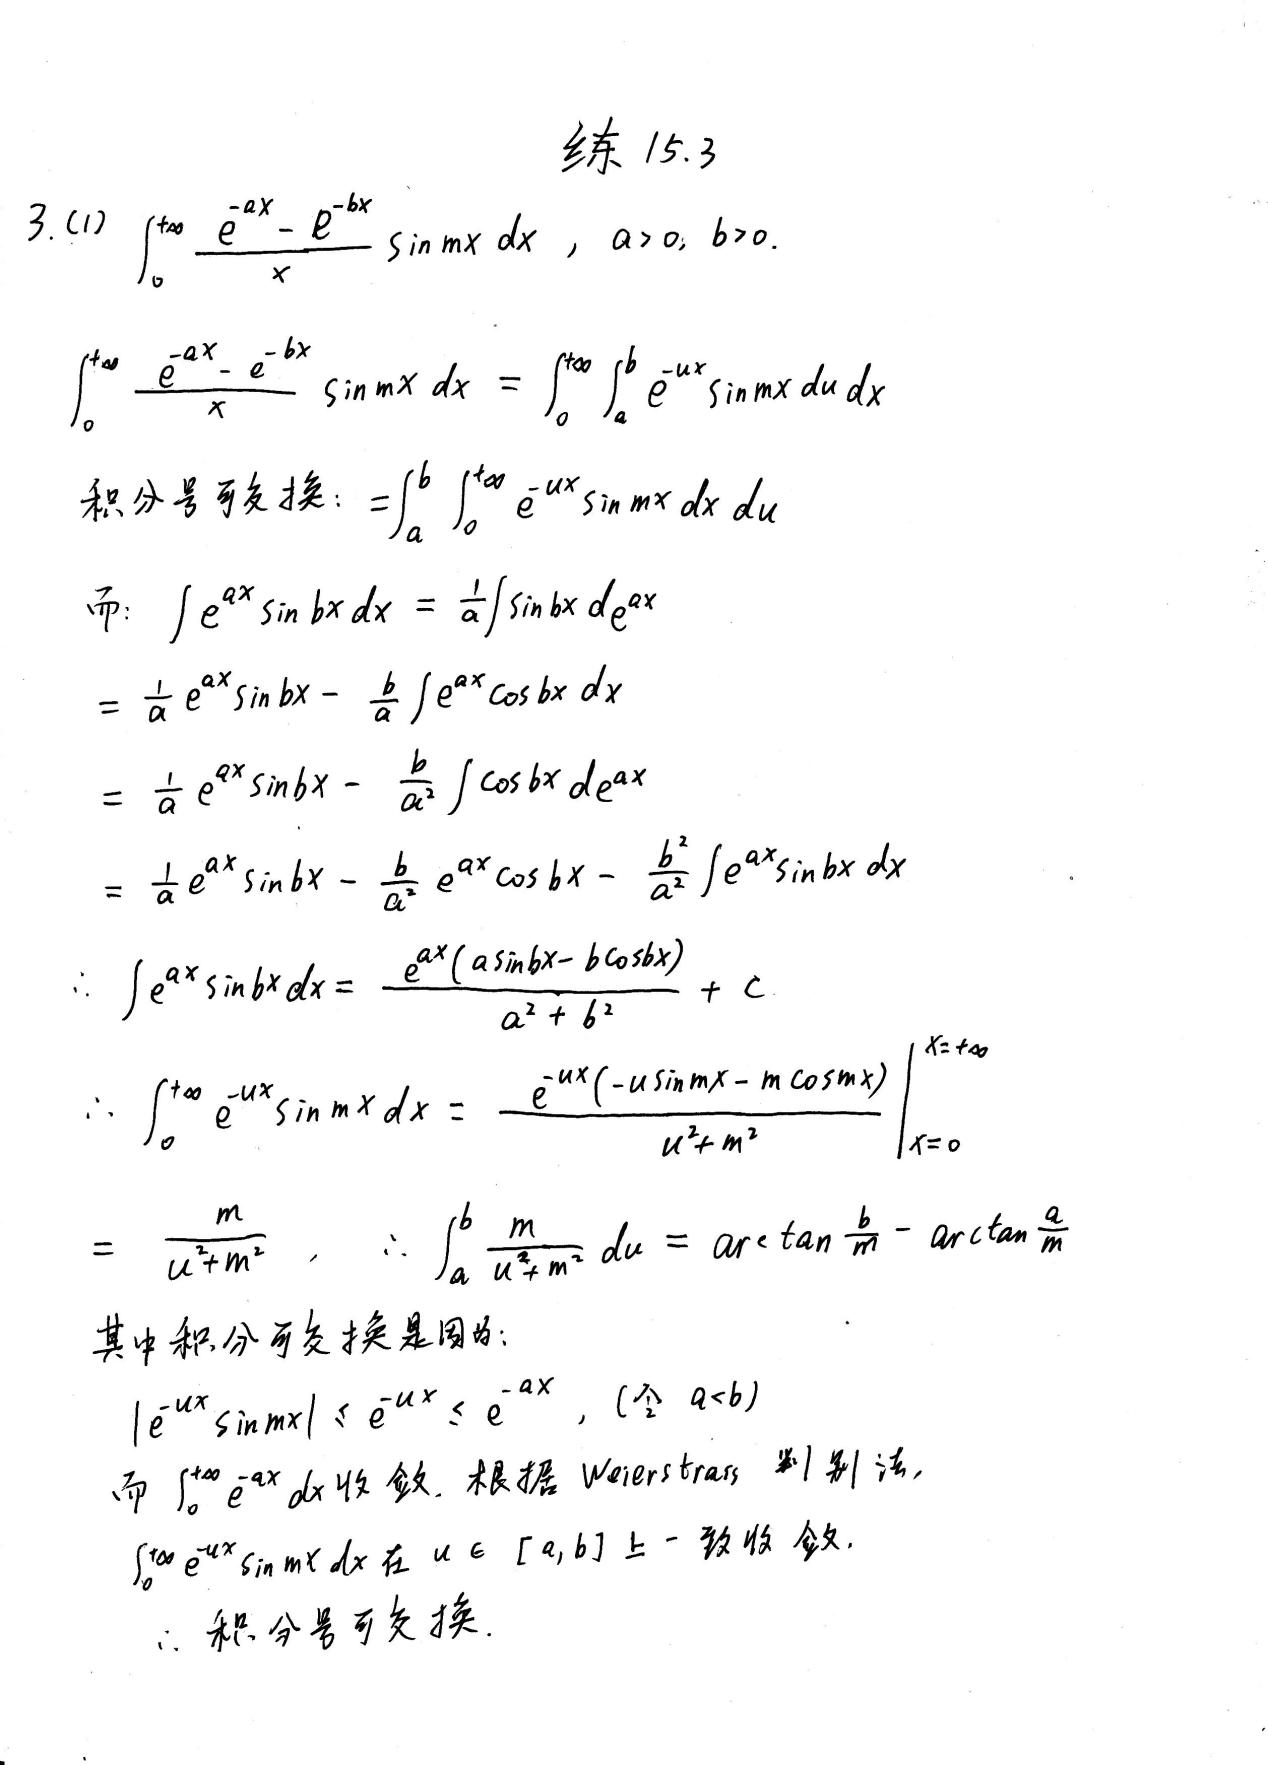 练 15.3
3.(1) $\int_0^{+\infty} \frac{e^{-ax} - e^{-bx}}{x} \sin mx \, dx$ , a>0, b>0.
$\int_0^{+\infty} \frac{e^{-ax} - e^{-bx}}{x} \sin mx \, dx = \int_0^{+\infty} \int_a^b e^{-ux} \sin mx \, du \, dx$
积分号可交换: $= \int_a^b \int_0^{+\infty} e^{-ux} \sin mx \, dx \, du$
而: $\int e^{ax} \sin bx \, dx = \frac{1}{a} \int \sin bx \, de^{ax}$
$= \frac{1}{a} e^{ax} \sin bx - \frac{b}{a} \int e^{ax} \cos bx \, dx$
$= \frac{1}{a} e^{ax} \sin bx - \frac{b}{a^2} \int \cos bx \, de^{ax}$
$= \frac{1}{a} e^{ax} \sin bx - \frac{b}{a^2} e^{ax} \cos bx - \frac{b^2}{a^2} \int e^{ax} \sin bx \, dx$
∴ $\int e^{ax} \sin bx \, dx = \frac{e^{ax}(a \sin bx - b \cos bx)}{a^2 + b^2} + c$
∴ $\int_0^{+\infty} e^{-ux} \sin mx \, dx = \left. \frac{e^{-ux}(-u \sin mx - m \cos mx)}{u^2 + m^2} \right|_{x=0}^{x=+\infty}$
$= \frac{m}{u^2 + m^2}$ , ∴ $\int_a^b \frac{m}{u^2 + m^2} \, du = \arctan \frac{b}{m} - \arctan \frac{a}{m}$
其中积分可交换是因为:
$|e^{-ux} \sin mx| \le e^{-ux} \le e^{-ax}$ , (令 a<b)
而 $\int_0^{+\infty} e^{-ax} \, dx$ 收敛. 根据 Weierstrass 判别法,
$\int_0^{+\infty} e^{-ux} \sin mx \, dx$ 在 $u \in [a,b]$ 上一致收敛.
∴ 积分号可交换.